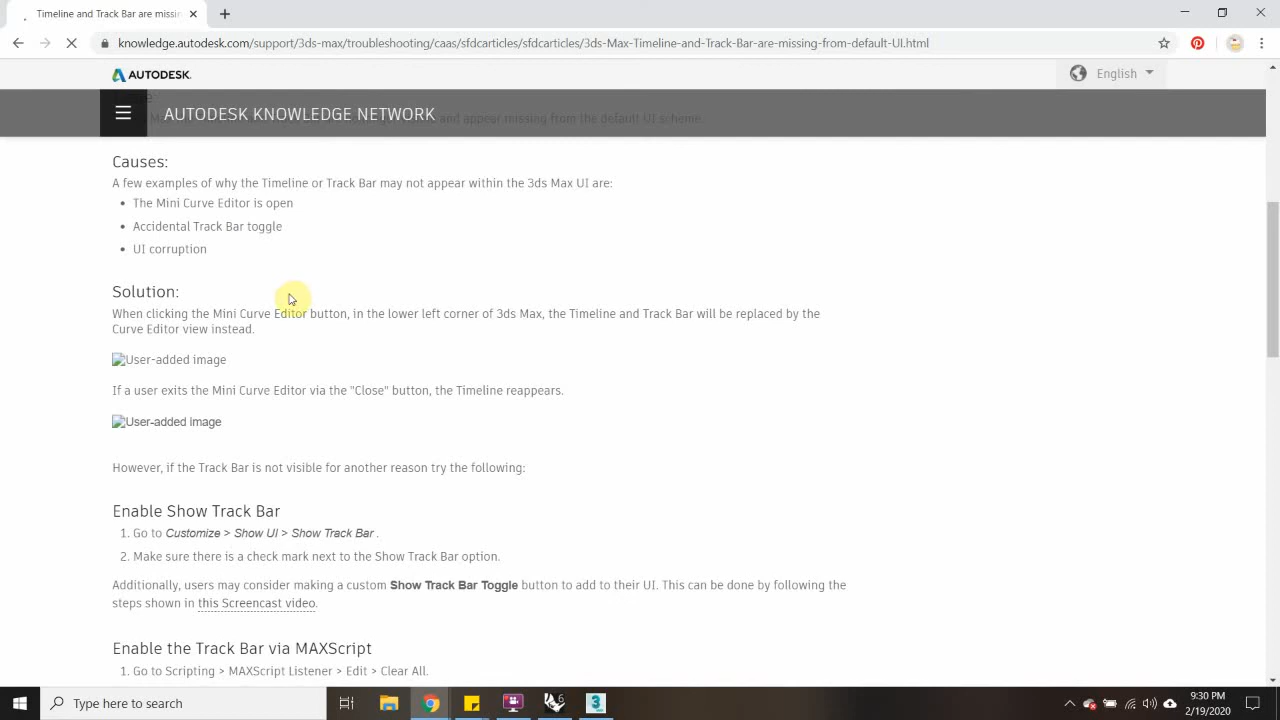 Timeline and Track Bar are missin
knowledge.autodesk.com/support/3ds-max/troubleshooting/caas/sfdcarticles/sfdcarticles/3ds-Max-Timeline-and-Track-Bar-are-missing-from-default-UI.html
AUTODESK.
English
AUTODESK KNOWLEDGE NETWORK
and appear missing from the default UI scheme.
Causes:
A few examples of why the Timeline or Track Bar may not appear within the 3ds Max UI are:
• The Mini Curve Editor is open
• Accidental Track Bar toggle
• UI corruption
Solution:
When clicking the Mini Curve Editor button, in the lower left corner of 3ds Max, the Timeline and Track Bar will be replaced by the
Curve Editor view instead.
User-added image
If a user exits the Mini Curve Editor via the "Close" button, the Timeline reappears.
User-added image
However, if the Track Bar is not visible for another reason try the following:
Enable Show Track Bar
1. Go to Customize > Show UI > Show Track Bar .
2. Make sure there is a check mark next to the Show Track Bar option.
Additionally, users may consider making a custom Show Track Bar Toggle button to add to their UI. This can be done by following the
steps shown in this Screencast video.
Enable the Track Bar via MAXScript
1. Go to Scripting > MAXScript Listener > Edit > Clear All.
Type here to search
6
3
9:30 PM
2/19/2020